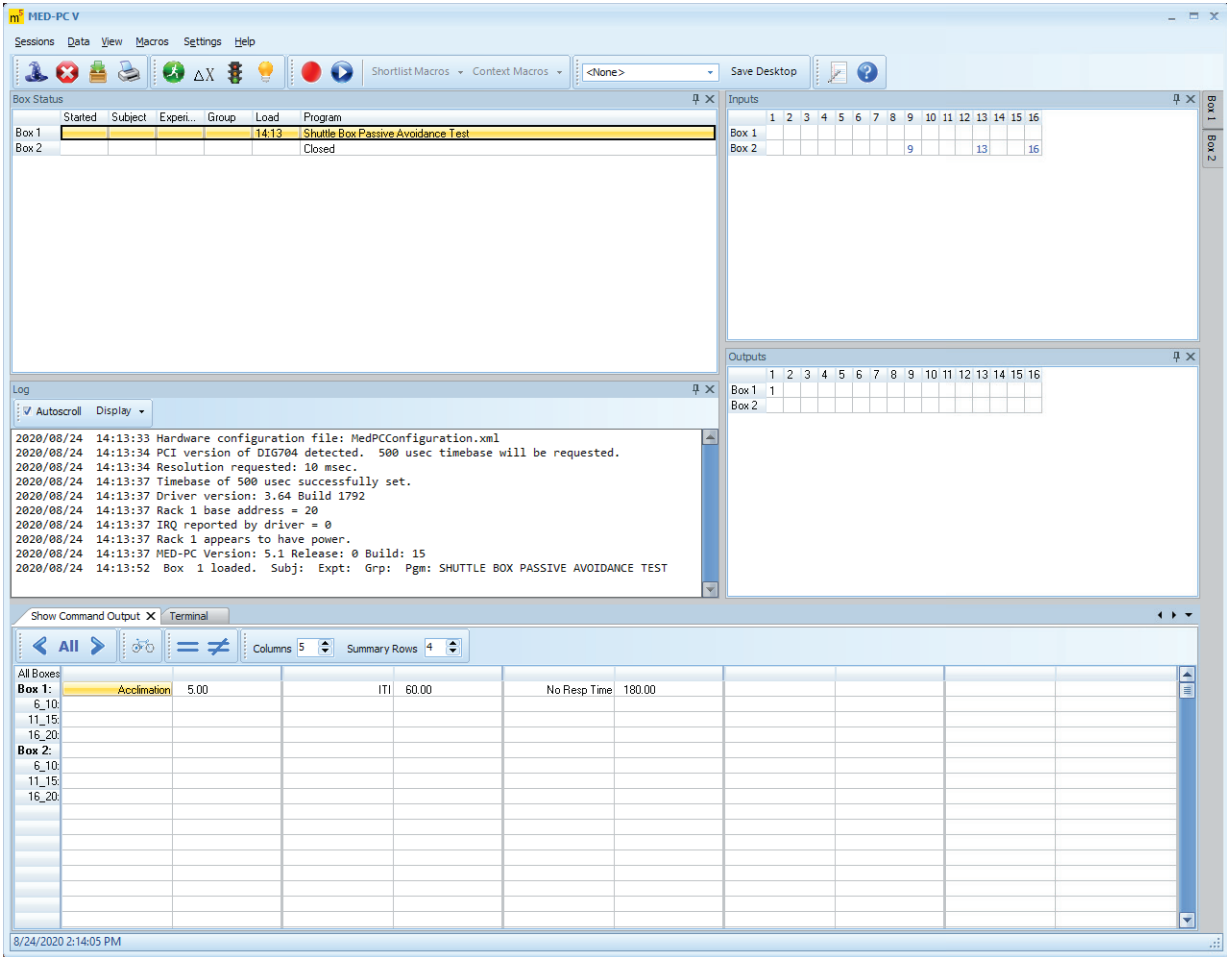 m5 MED-PC V
Sessions Data View Macros Settings Help
ΔX Shortlist Macros Context Macros <None> Save Desktop ?
Box Status
Started Subject Experi... Group Load Program
Box 1 14:13 Shuttle Box Passive Avoidance Test
Box 2 Closed
Inputs
1 2 3 4 5 6 7 8 9 10 11 12 13 14 15 16
Box 1
Box 2 9 13 16
Box 1
Box 2
Outputs
1 2 3 4 5 6 7 8 9 10 11 12 13 14 15 16
Box 1 1
Box 2
Log
Autoscroll Display
2020/08/24 14:13:33 Hardware configuration file: MedPCConfiguration.xml
2020/08/24 14:13:34 PCI version of DIG704 detected. 500 usec timebase will be requested.
2020/08/24 14:13:34 Resolution requested: 10 msec.
2020/08/24 14:13:37 Timebase of 500 usec successfully set.
2020/08/24 14:13:37 Driver version: 3.64 Build 1792
2020/08/24 14:13:37 Rack 1 base address = 20
2020/08/24 14:13:37 IRQ reported by driver = 0
2020/08/24 14:13:37 Rack 1 appears to have power.
2020/08/24 14:13:37 MED-PC Version: 5.1 Release: 0 Build: 15
2020/08/24 14:13:52 Box 1 loaded. Subj: Expt: Grp: Pgm: SHUTTLE BOX PASSIVE AVOIDANCE TEST
Show Command Output X Terminal
All Columns 5 Summary Rows 4
All Boxes
Box 1: Acclimation 5.00 ITI 60.00 No Resp Time 180.00
6_10:
11_15:
16_20:
Box 2:
6_10:
11_15:
16_20:
8/24/2020 2:14:05 PM